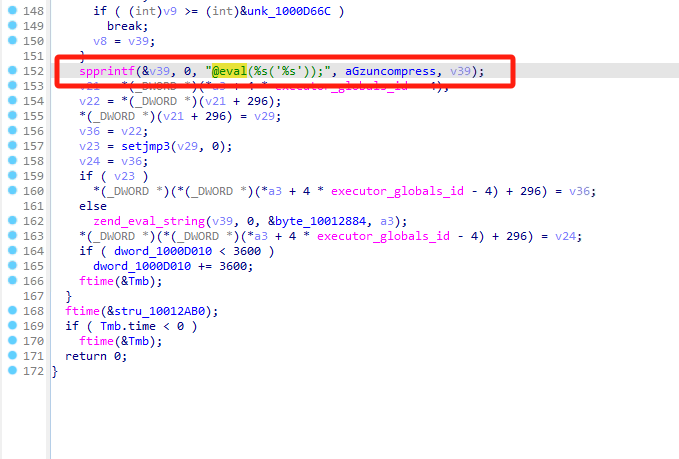 148 if ( (int)v9 >= (int)&unk_1000D66C )
149 break;
150 v8 = v39;
151 }
152 spprintf(&v39, 0, "@eval(%s('%s'));", aGzuncompress, v39);
153 v21 = *(_DWORD *)(*a3 + 4 * executor_globals_id - 4);
154 v22 = *(_DWORD *)(v21 + 296);
155 *(_DWORD *)(v21 + 296) = v29;
156 v36 = v22;
157 v23 = setjmp3(v29, 0);
158 v24 = v36;
159 if ( v23 )
160 *(_DWORD *)(*(_DWORD *)(*a3 + 4 * executor_globals_id - 4) + 296) = v36;
161 else
162 zend_eval_string(v39, 0, &byte_10012884, a3);
163 *(_DWORD *)(*(_DWORD *)(*a3 + 4 * executor_globals_id - 4) + 296) = v24;
164 if ( dword_1000D010 < 3600 )
165 dword_1000D010 += 3600;
166 ftime(&Tmb);
167 }
168 ftime(&stru_10012AB0);
169 if ( Tmb.time < 0 )
170 ftime(&Tmb);
171 return 0;
172 }